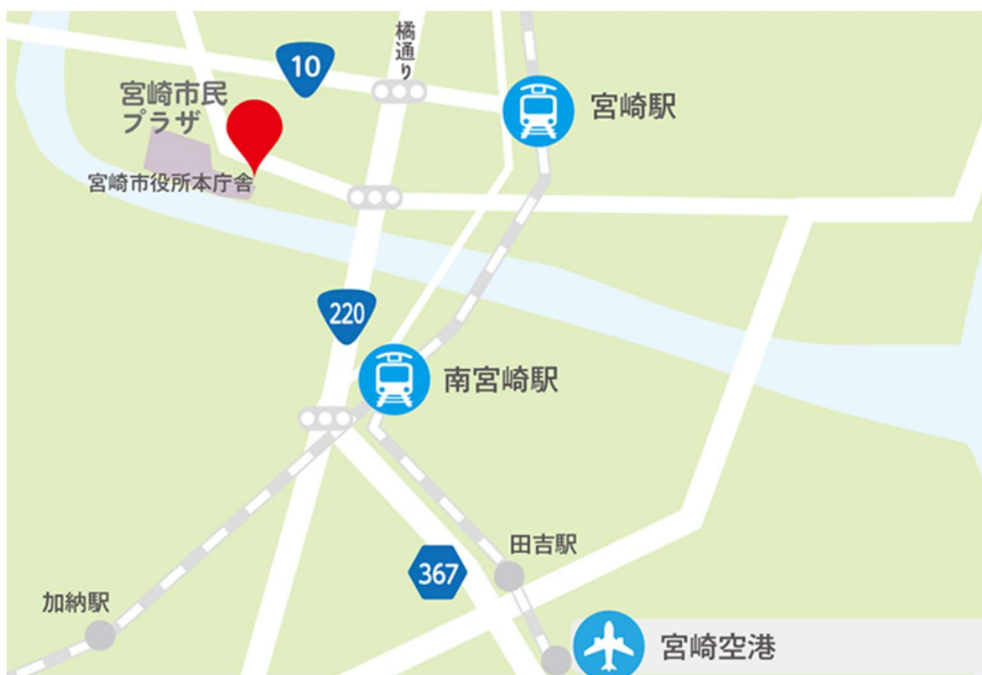 橘通り
10
宮崎市民
プラザ
宮崎駅
宮崎市役所本庁舎
220
南宮崎駅
田吉駅
367
加納駅
宮崎空港